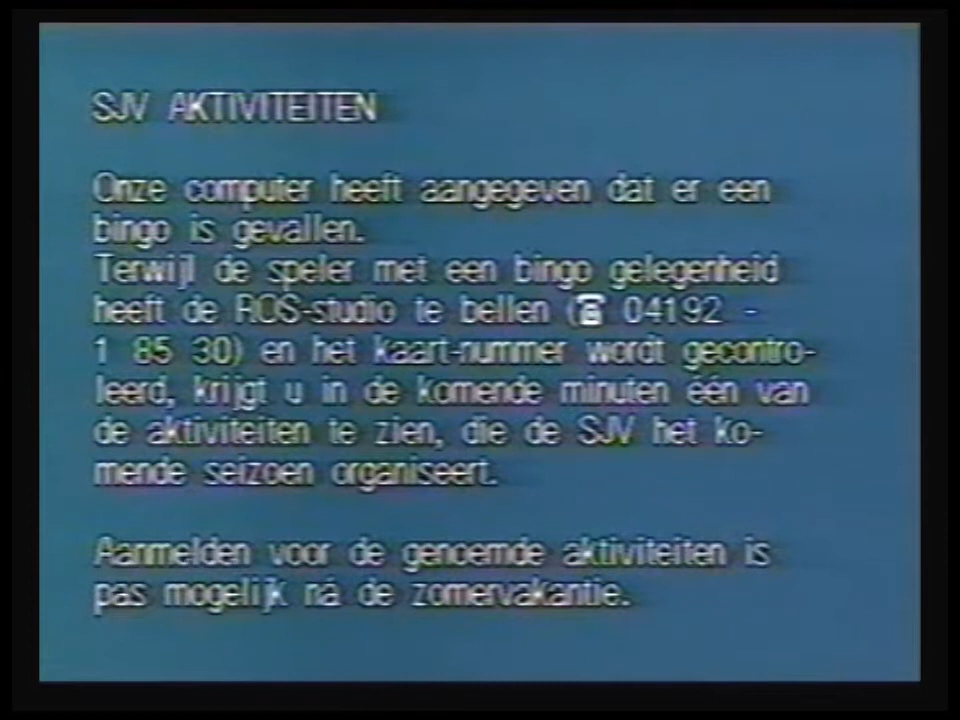 SJV AKTIVITEITEN
Onze computer heeft aangegeven dat er een
bingo is gevallen.
Terwijl de speler met een bingo gelegenheid
heeft de ROS-studio te bellen (☎ 04192 -
1 85 30) en het kaart-nummer wordt gecontro-
leerd, krijgt u in de komende minuten één van
de aktiviteiten te zien, die de SJV het ko-
mende seizoen organiseert.
Aanmelden voor de genoemde aktiviteiten is
pas mogelijk ná de zomervakantie.